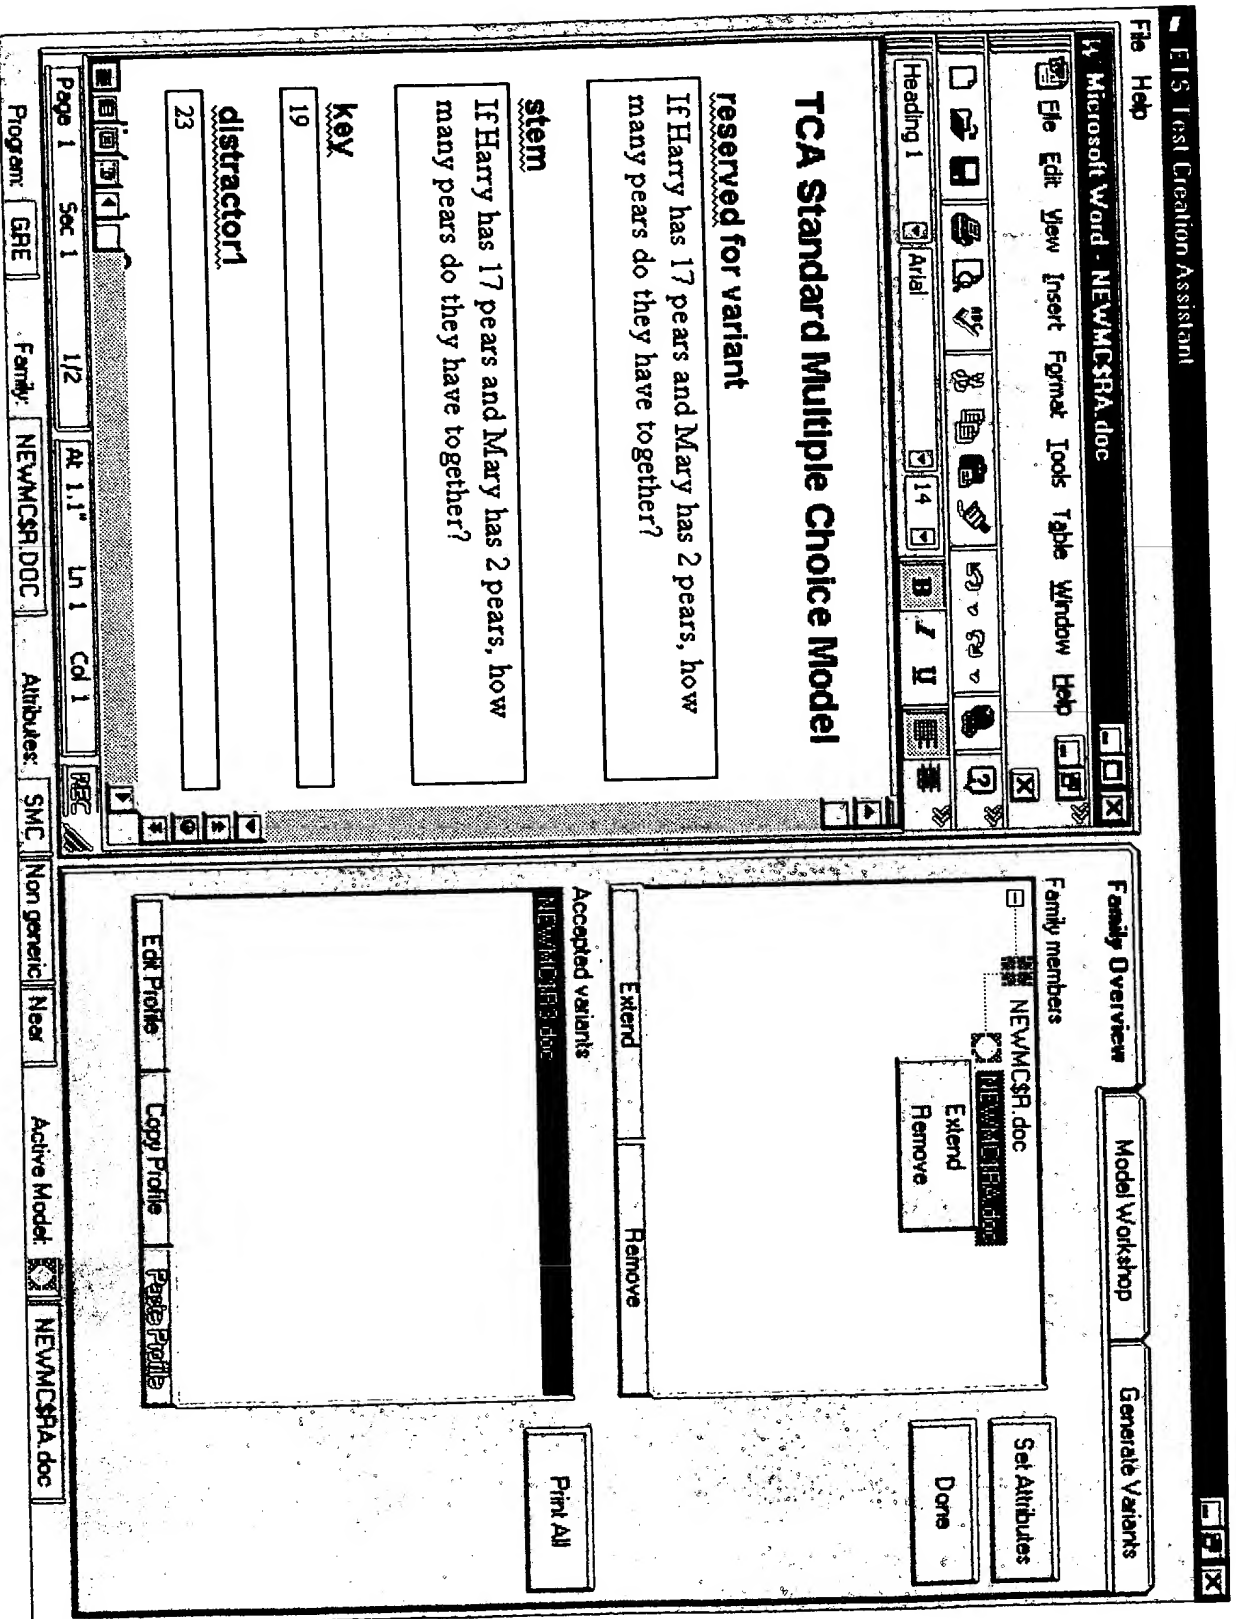 ETS Test Creation Assistant
File Help
Microsoft Word - NEWMC$RA.doc
File Edit View Insert Format Tools Table Window Help
Heading 1 Arial 14 B I U
TCA Standard Multiple Choice Model
reserved for variant
If Harry has 17 pears and Mary has 2 pears, how
many pears do they have together?
stem
If Harry has 17 pears and Mary has 2 pears, how
many pears do they have together?
key
19
distractor1
23
Page 1 Sec 1 1/2 At 1.1" Ln 1 Col 1 REC
Family Overview Model Workshop Generate Variants
Family members
NEWMC$R.doc
Extend
Remove
Extend Remove
Set Attributes
Done
Accepted variants
Print All
Edit Profile Copy Profile Paste Profile
Program: GRE Family: NEWMC$R.DOC Attributes: SMC Non generic Near Active Model: NEWMC$RA.doc